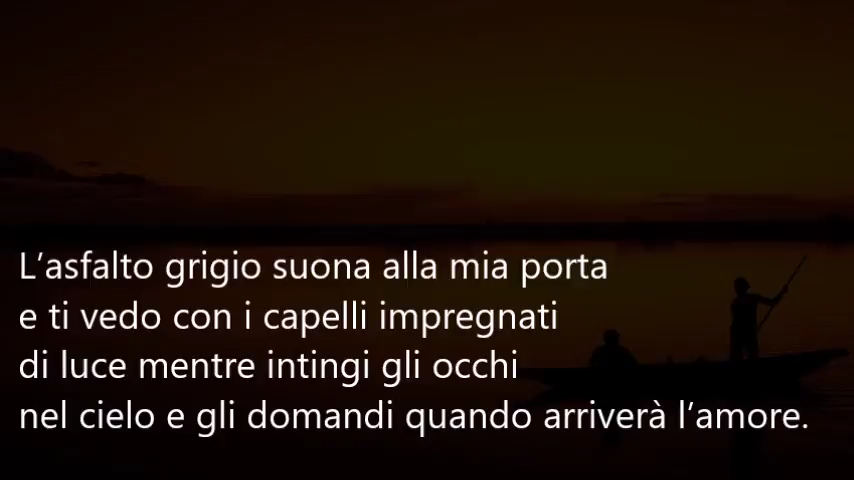 L’asfalto grigio suona alla mia porta
e ti vedo con i capelli impregnati
di luce mentre intingi gli occhi
nel cielo e gli domandi quando arriverà l’amore.